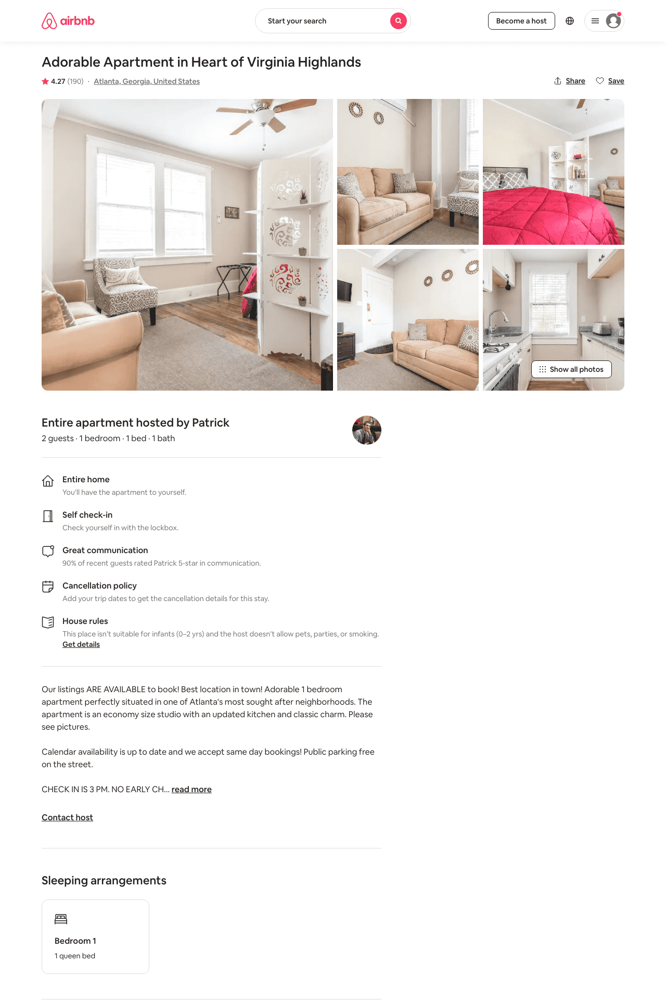 airbnb
Start your search
Become a host
Adorable Apartment in Heart of Virginia Highlands
4.27 (190) · Atlanta, Georgia, United States
Share
Save
Show all photos
Entire apartment hosted by Patrick
2 guests · 1 bedroom · 1 bed · 1 bath
Entire home
You’ll have the apartment to yourself.
Self check-in
Check yourself in with the lockbox.
Great communication
90% of recent guests rated Patrick 5-star in communication.
Cancellation policy
Add your trip dates to get the cancellation details for this stay.
House rules
This place isn’t suitable for infants (0–2 yrs) and the host doesn’t allow pets, parties, or smoking.
Get details
Our listings ARE AVAILABLE to book! Best location in town! Adorable 1 bedroom
apartment perfectly situated in one of Atlanta's most sought after neighborhoods. The
apartment is an economy size studio with an updated kitchen and classic charm. Please
see pictures.
Calendar availability is up to date and we accept same day bookings! Public parking free
on the street.
CHECK IN IS 3 PM. NO EARLY CH... read more
Contact host
Sleeping arrangements
Bedroom 1
1 queen bed